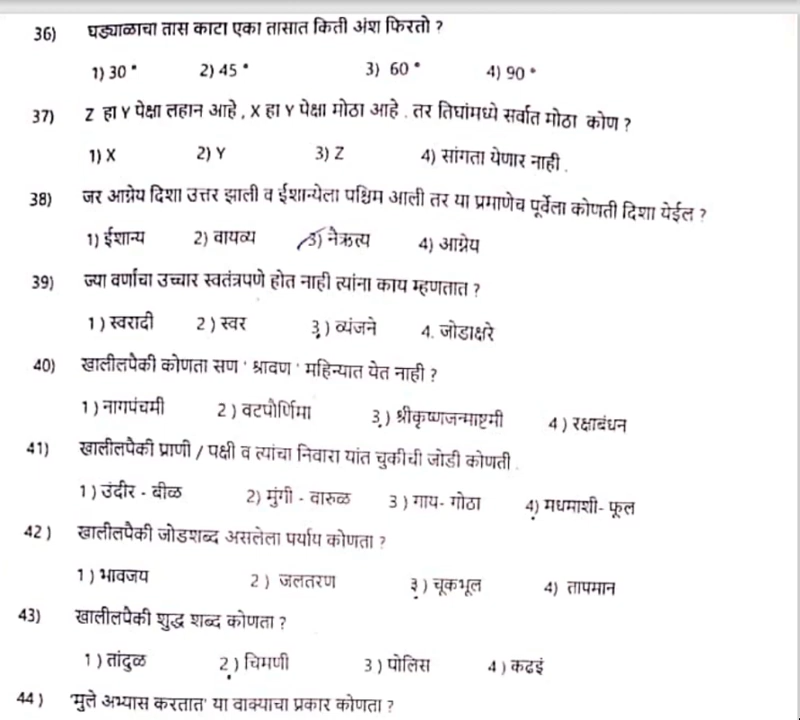 36) घड्याळाचा तास काटा एका तासात किती अंश फिरतो ?
1) 30 ° 2) 45 ° 3) 60 ° 4) 90 °
37) Z हा Y पेक्षा लहान आहे , X हा Y पेक्षा मोठा आहे . तर तिघांमध्ये सर्वात मोठा कोण ?
1) X 2) Y 3) Z 4) सांगता येणार नाही .
38) जर आग्नेय दिशा उत्तर झाली व ईशान्येला पश्चिम आली तर या प्रमाणेच पूर्वेला कोणती दिशा येईल ?
1) ईशान्य 2) वायव्य 3) नैऋत्य 4) आग्नेय
39) ज्या वर्णांचा उच्चार स्वतंत्रपणे होत नाही त्यांना काय म्हणतात ?
1 ) स्वरादी 2 ) स्वर 3 ) व्यंजने 4. जोडाक्षरे
40) खालीलपैकी कोणता सण ' श्रावण ' महिन्यात येत नाही ?
1 ) नागपंचमी 2 ) वटपौर्णिमा 3 ) श्रीकृष्णजन्माष्टमी 4 ) रक्षाबंधन
41) खालीलपैकी प्राणी / पक्षी व त्यांचा निवारा यांत चुकीची जोडी कोणती .
1 ) उंदीर - बीळ 2) मुंगी - वारुळ 3 ) गाय- गोठा 4) मधमाशी- फूल
42 ) खालीलपैकी जोडशब्द असलेला पर्याय कोणता ?
1 ) भावजय 2 ) जलतरण ३ ) चूकभूल 4) तापमान
43) खालीलपैकी शुद्ध शब्द कोणता ?
1 ) तांदुळ 2 ) चिमणी 3 ) पोलिस 4 ) कढइं
44 ) 'मुले अभ्यास करतात' या वाक्याचा प्रकार कोणता ?